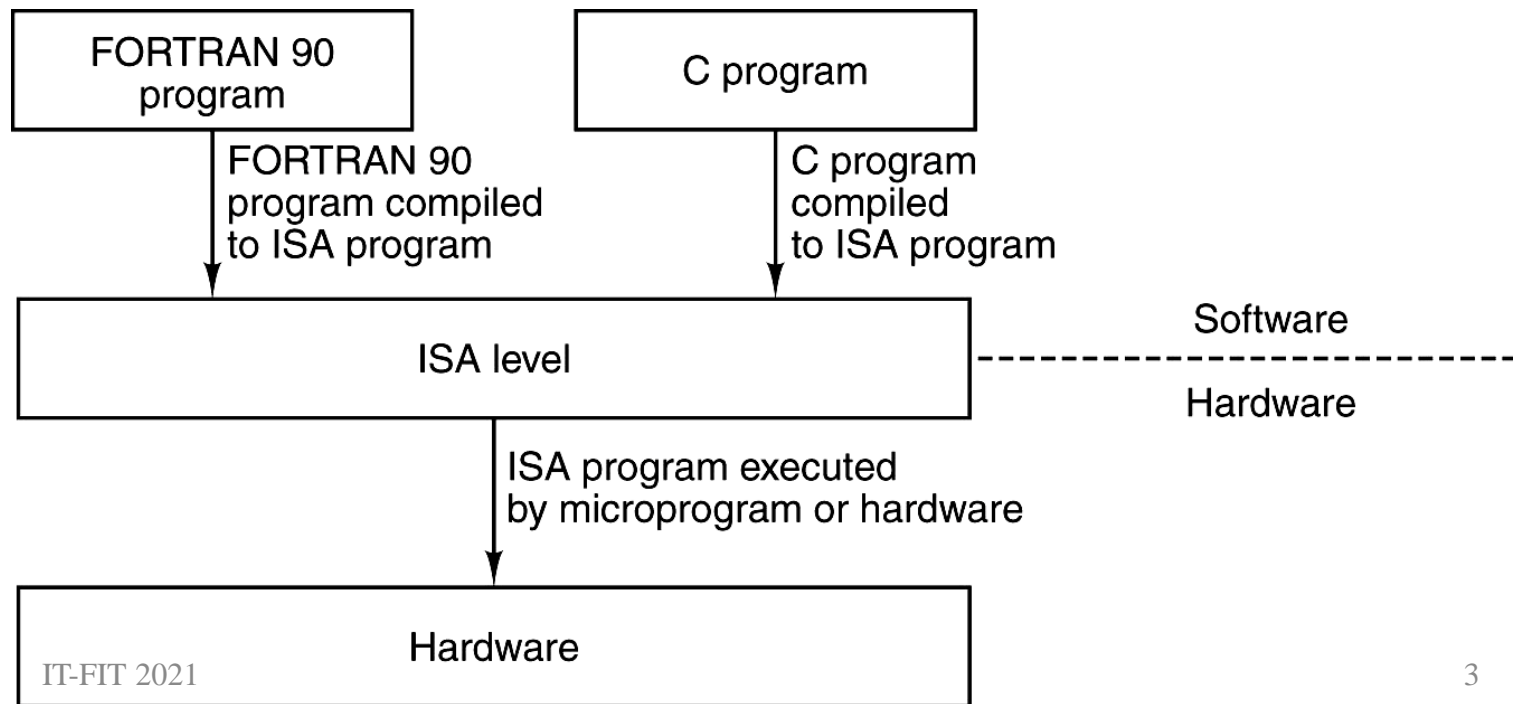 FORTRAN 90
program
C program
FORTRAN 90
program compiled
to ISA program
C program
compiled
to ISA program
ISA level
Software
Hardware
ISA program executed
by microprogram or hardware
Hardware
IT-FIT 2021
3